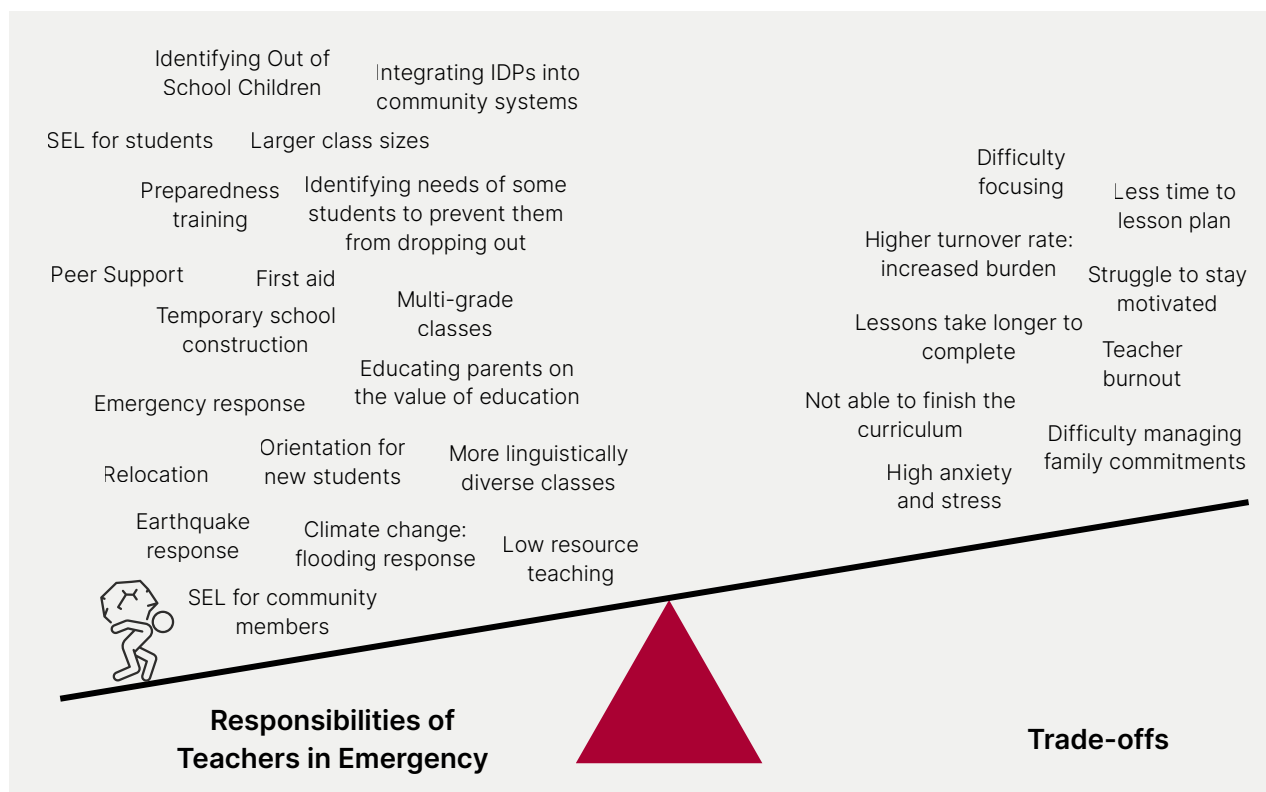 Identifying Out of
School Children
Integrating IDPs into
community systems
SEL for students
Larger class sizes
Preparedness
training
Identifying needs of some
students to prevent them
from dropping out
Peer Support
First aid
Multi-grade
classes
Temporary school
construction
Educating parents on
the value of education
Emergency response
Orientation for
new students
More linguistically
diverse classes
Relocation
Earthquake
response
Climate change:
flooding response
Low resource
teaching
SEL for community
members
Responsibilities of
Teachers in Emergency
Difficulty
focusing
Less time to
lesson plan
Higher turnover rate:
increased burden
Struggle to stay
motivated
Lessons take longer to
complete
Teacher
burnout
Not able to finish the
curriculum
Difficulty managing
family commitments
High anxiety
and stress
Trade-offs